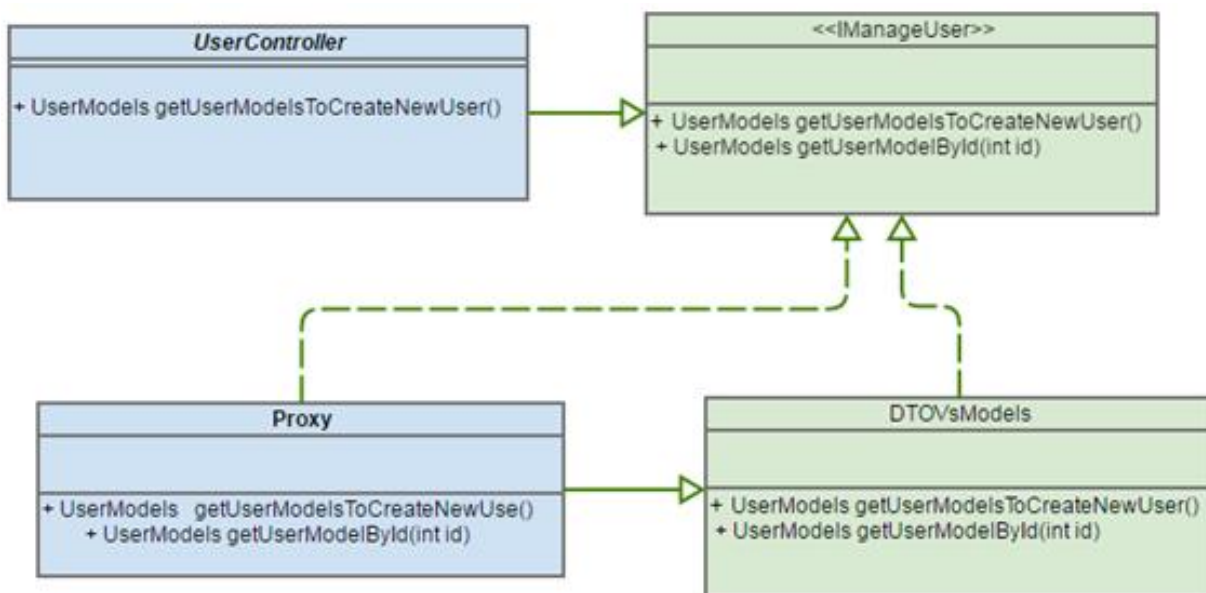 UserController
+ UserModels getUserModelsToCreateNewUser()
<<IManageUser>>
+ UserModels getUserModelsToCreateNewUser()
+ UserModels getUserModelById(int id)
Proxy
+ UserModels getUserModelsToCreateNewUse()
+ UserModels getUserModelById(int id)
DTOVsModels
+ UserModels getUserModelsToCreateNewUser()
+ UserModels getUserModelById(int id)